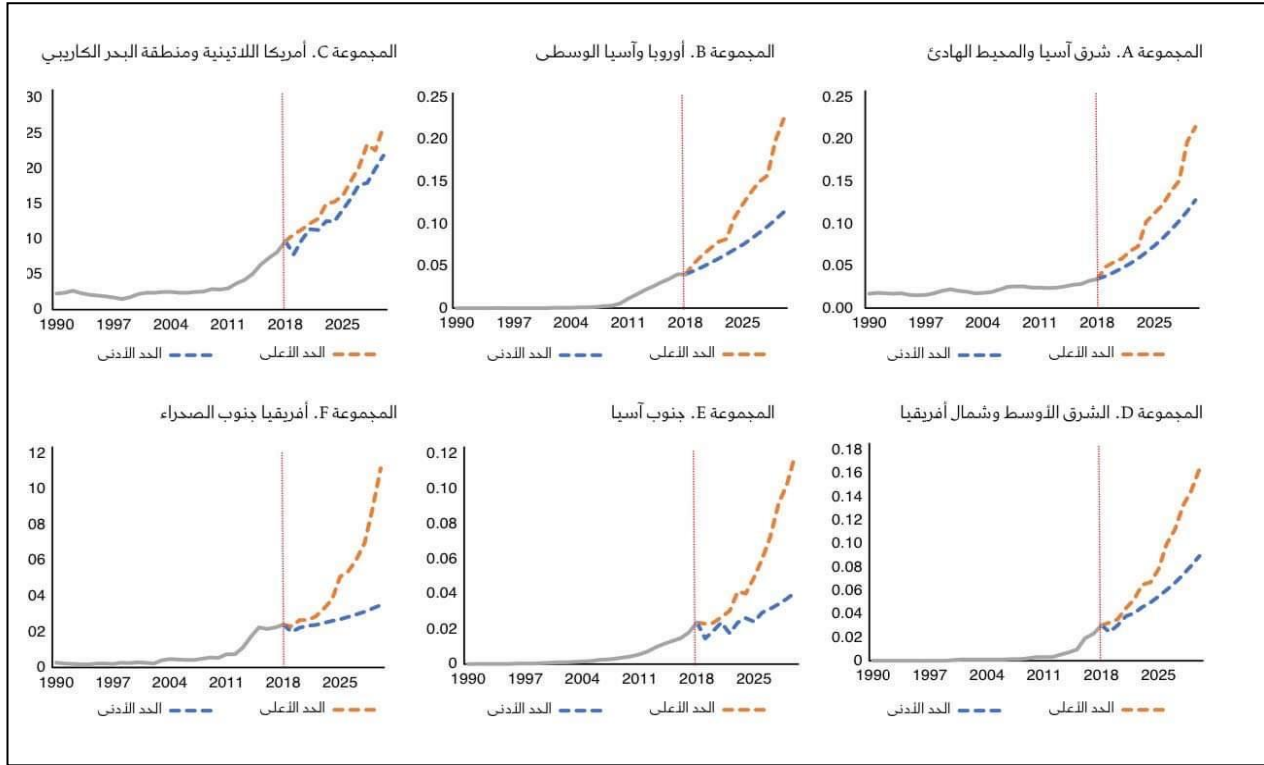 المجموعة A. شرق آسيا والمحيط الهادئ
0.25
0.20
0.15
0.10
0.05
0.00
1990 1997 2004 2011 2018 2025
الحد الأعلى الحد الأدنى
المجموعة B. أوروبا وآسيا الوسطى
0.25
0.20
0.15
0.10
0.05
0
1990 1997 2004 2011 2018 2025
الحد الأعلى الحد الأدنى
المجموعة C. أمريكا اللاتينية ومنطقة البحر الكاريبي
30
25
20
15
10
05
0
1990 1997 2004 2011 2018 2025
الحد الأعلى الحد الأدنى
المجموعة D. الشرق الأوسط وشمال أفريقيا
0.18
0.16
0.14
0.12
0.10
0.08
0.06
0.04
0.02
0
1990 1997 2004 2011 2018 2025
الحد الأعلى الحد الأدنى
المجموعة E. جنوب آسيا
0.12
0.10
0.08
0.06
0.04
0.02
0
1990 1997 2004 2011 2018 2025
الحد الأعلى الحد الأدنى
المجموعة F. أفريقيا جنوب الصحراء
12
10
08
06
04
02
0
1990 1997 2004 2011 2018 2025
الحد الأعلى الحد الأدنى